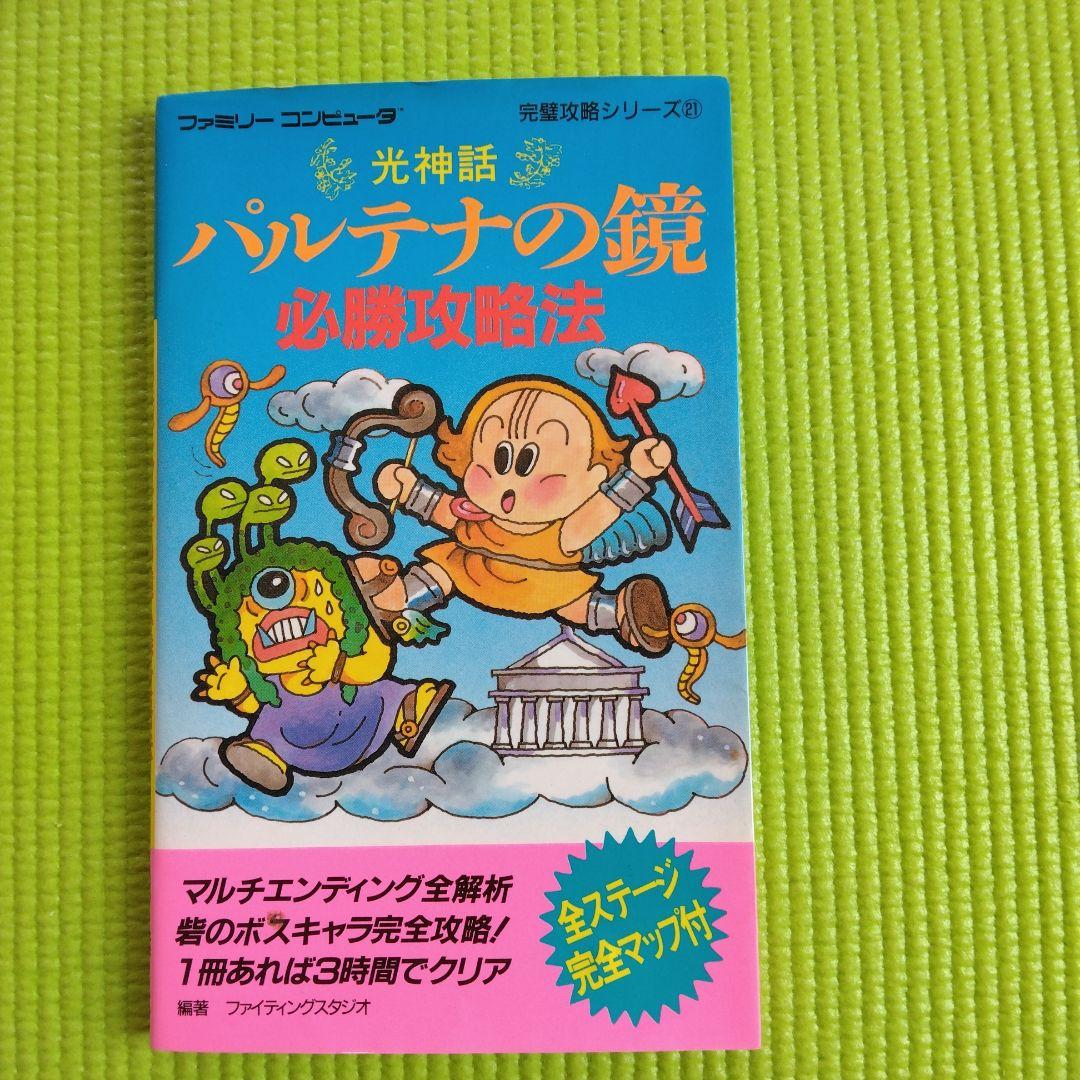 ファミリー コンピュータ™
完璧攻略シリーズ㉑
光神話
パルテナの鏡
必勝攻略法
マルチエンディング全解析
砦のボスキャラ完全攻略!
1冊あれば3時間でクリア
編著 ファイティングスタジオ
全ステージ
完全マップ付